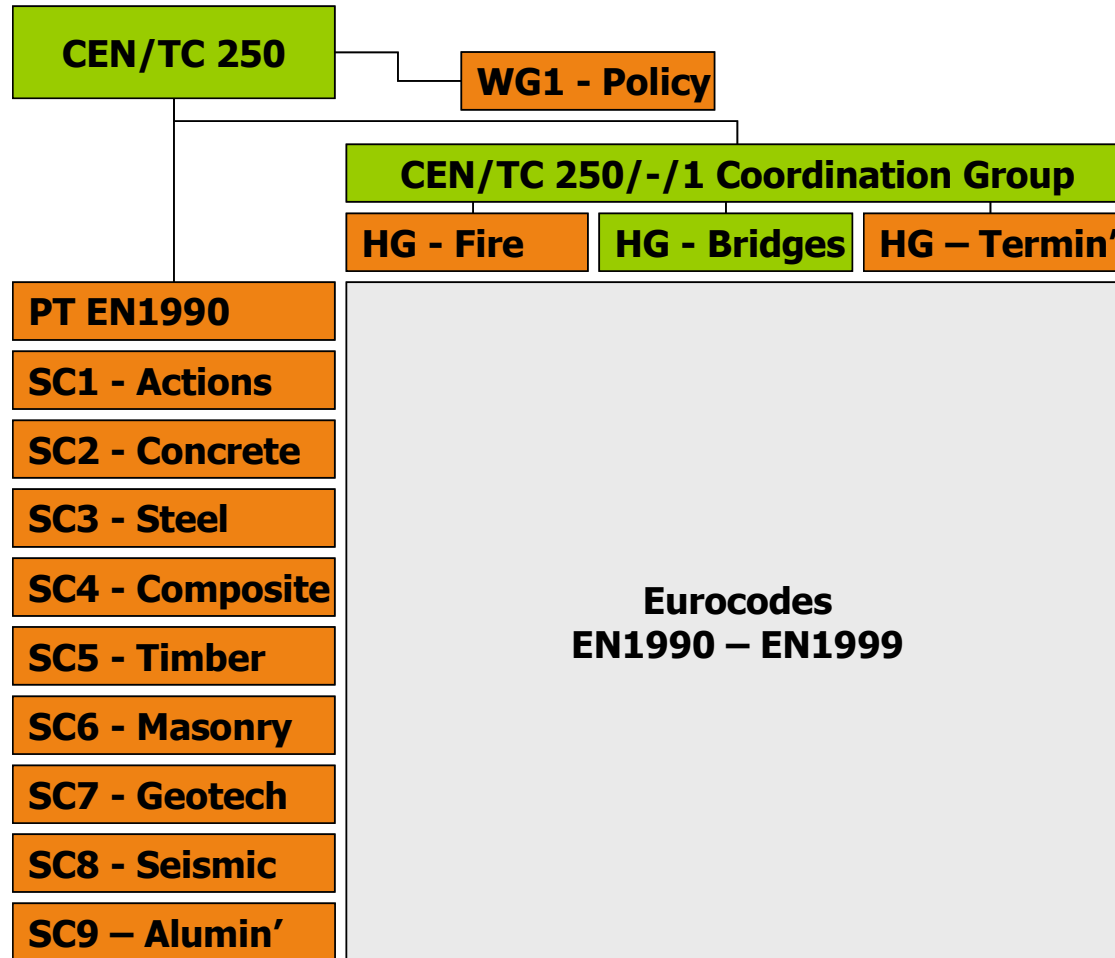 CEN/TC 250
WG1 - Policy
CEN/TC 250/-/1 Coordination Group
HG - Fire
HG - Bridges
HG – Termin’
PT EN1990
SC1 - Actions
SC2 - Concrete
SC3 - Steel
SC4 - Composite
SC5 - Timber
SC6 - Masonry
SC7 - Geotech
SC8 - Seismic
SC9 – Alumin’
Eurocodes
EN1990 – EN1999